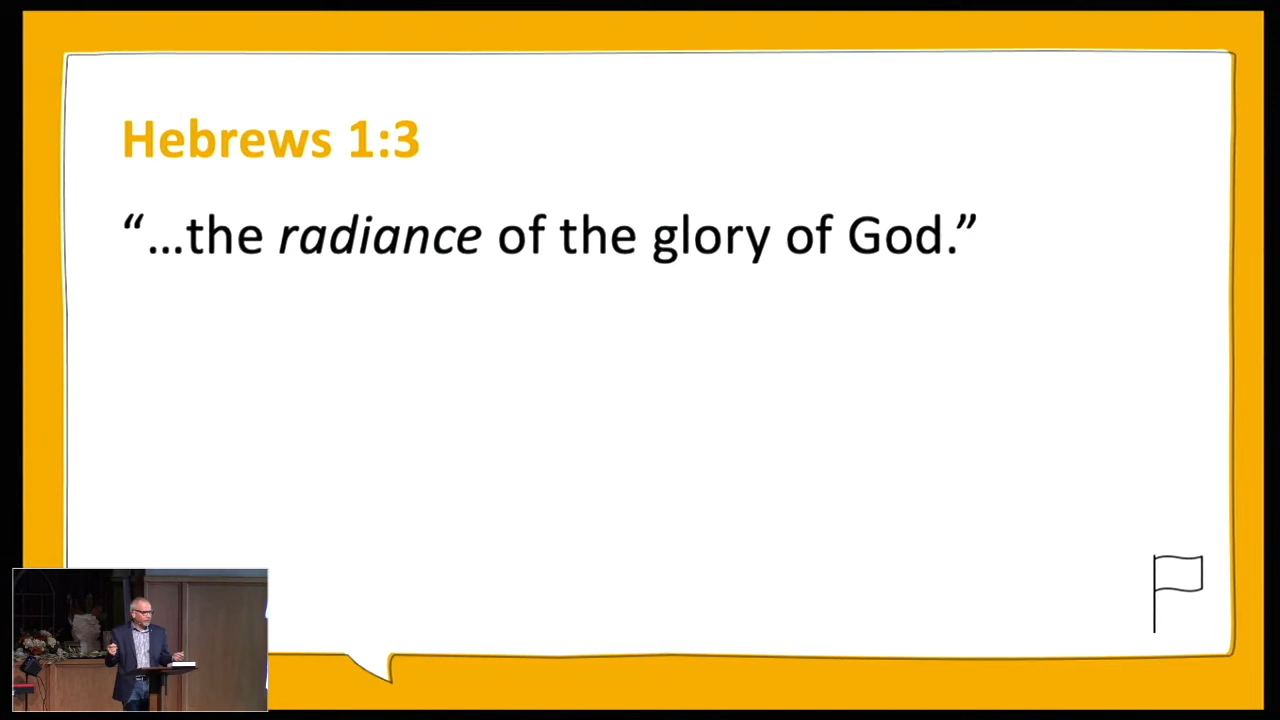 Hebrews 1:3
“…the radiance of the glory of God.”